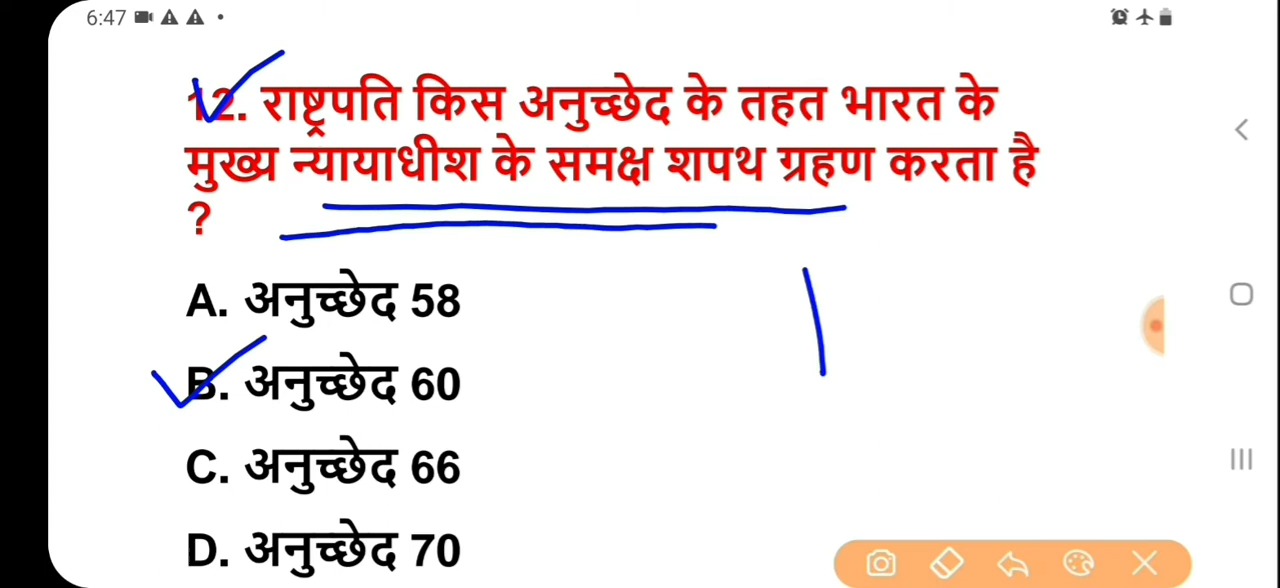 6:47
12. राष्ट्रपति किस अनुच्छेद के तहत भारत के
मुख्य न्यायाधीश के समक्ष शपथ ग्रहण करता है
?
A. अनुच्छेद 58
B. अनुच्छेद 60
C. अनुच्छेद 66
D. अनुच्छेद 70